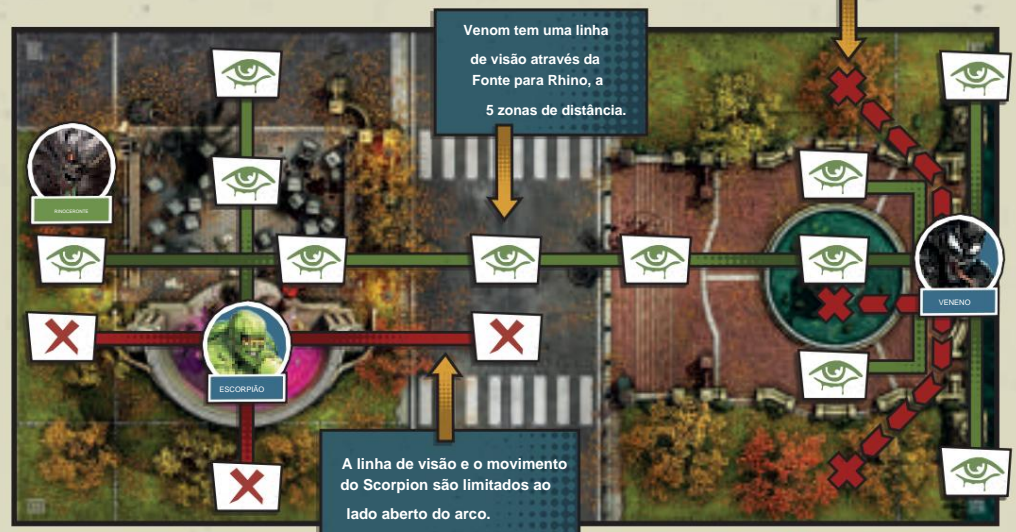 Venom tem uma linha
de visão através da
Fonte para Rhino, a
5 zonas de distância.
RINOCERONTE
VENENO
ESCORPIÃO
A linha de visão e o movimento
do Scorpion são limitados ao
lado aberto do arco.